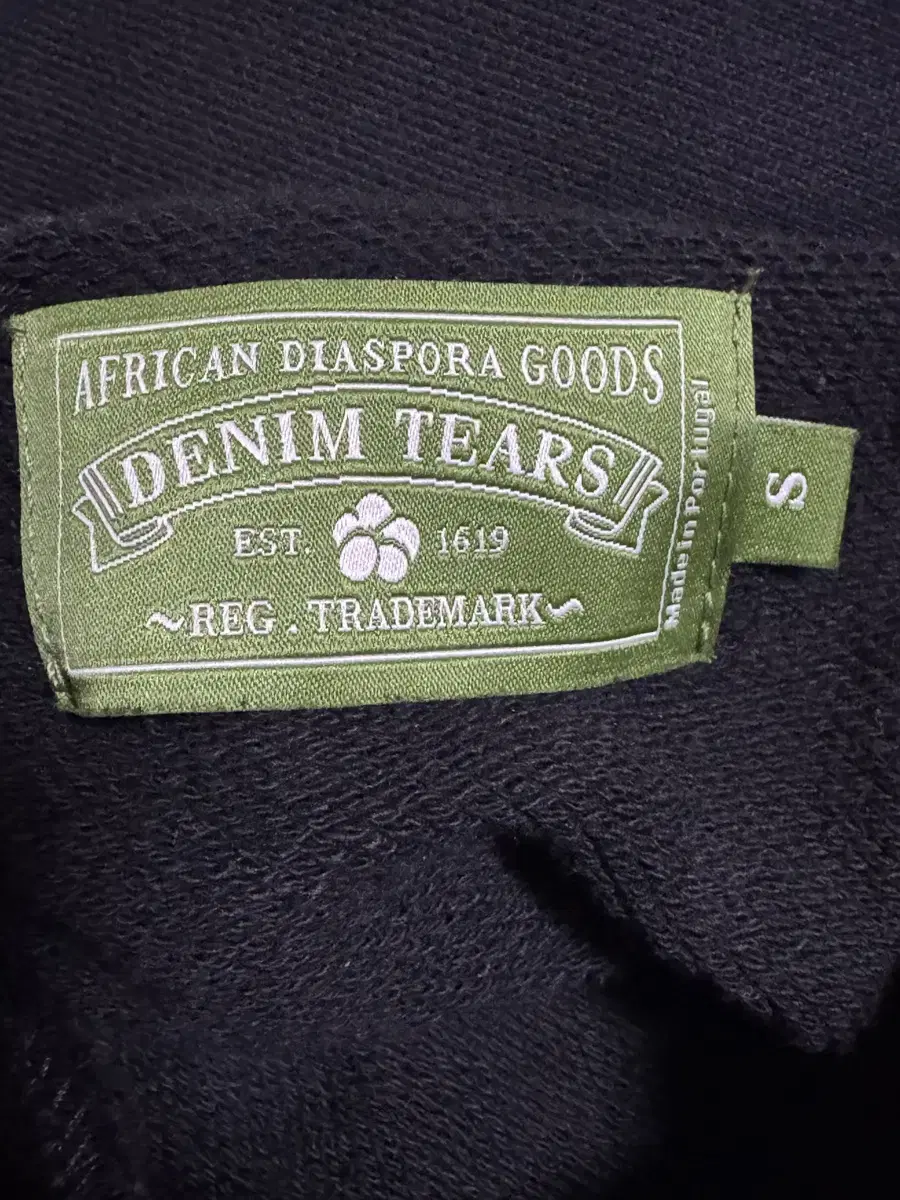 AFRICAN DIASPORA GOODS
DENIM TEARS
EST. 1619
~REG . TRADEMARK~
Made in Portugal
S